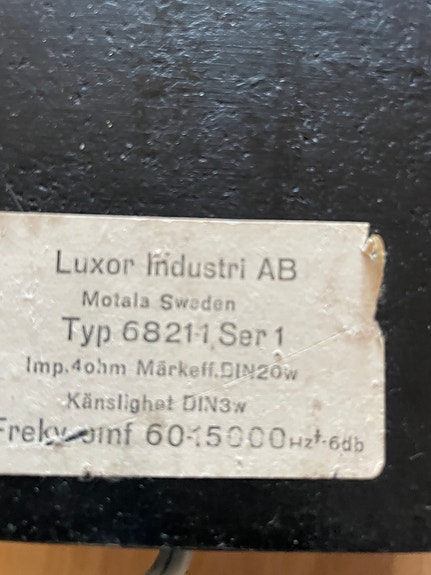 Luxor Industri AB
Motala Sweden
Typ 6821-1, Ser 1
Imp.4ohm Märkeff.DIN20w
Känslighet DIN3w
Frekv omf 60-15000Hz+-6db